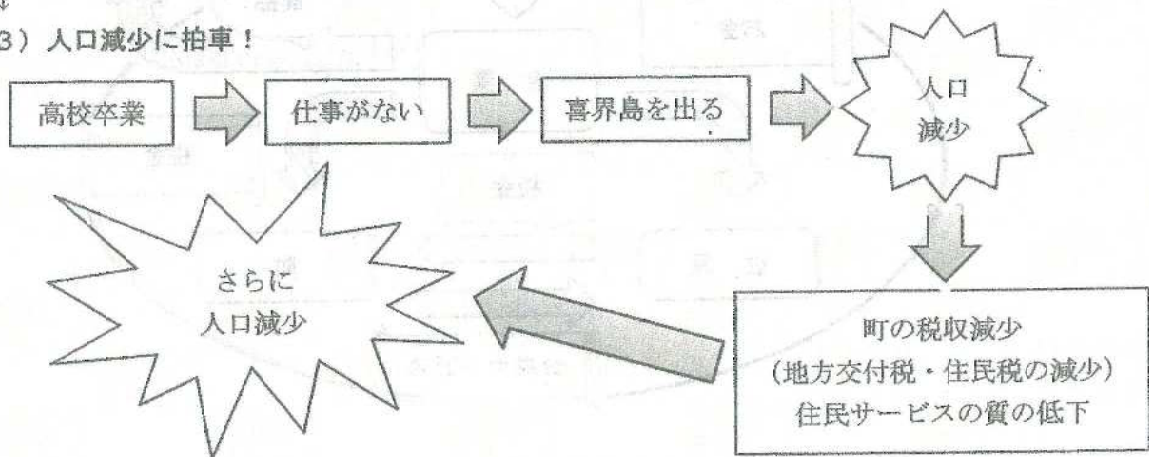 ↓
3）人口減少に拍車！
高校卒業
仕事がない
喜界島を出る
人口
減少
町の税収減少
（地方交付税・住民税の減少）
住民サービスの質の低下
さらに
人口減少